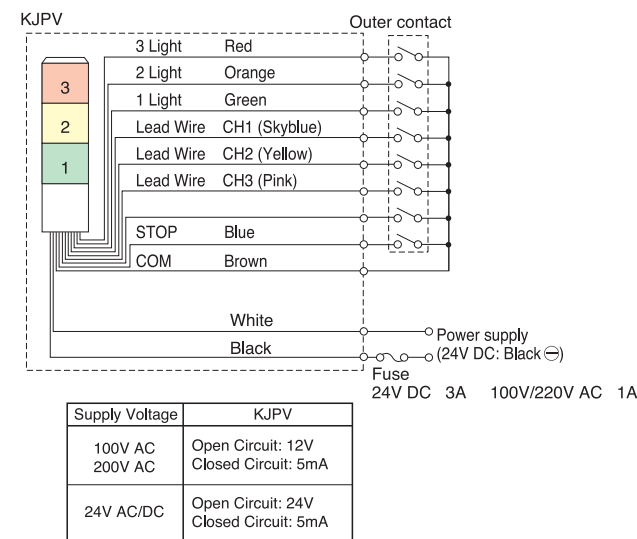 KJPV
Outer contact
3 Light Red
2 Light Orange
1 Light Green
Lead Wire CH1 (Skyblue)
Lead Wire CH2 (Yellow)
Lead Wire CH3 (Pink)
STOP Blue
COM Brown
3
2
1
White
Black
Power supply
(24V DC: Black ⊖)
Fuse
24V DC 3A 100V/220V AC 1A
Supply Voltage KJPV
100V AC
200V AC
Open Circuit: 12V
Closed Circuit: 5mA
24V AC/DC
Open Circuit: 24V
Closed Circuit: 5mA